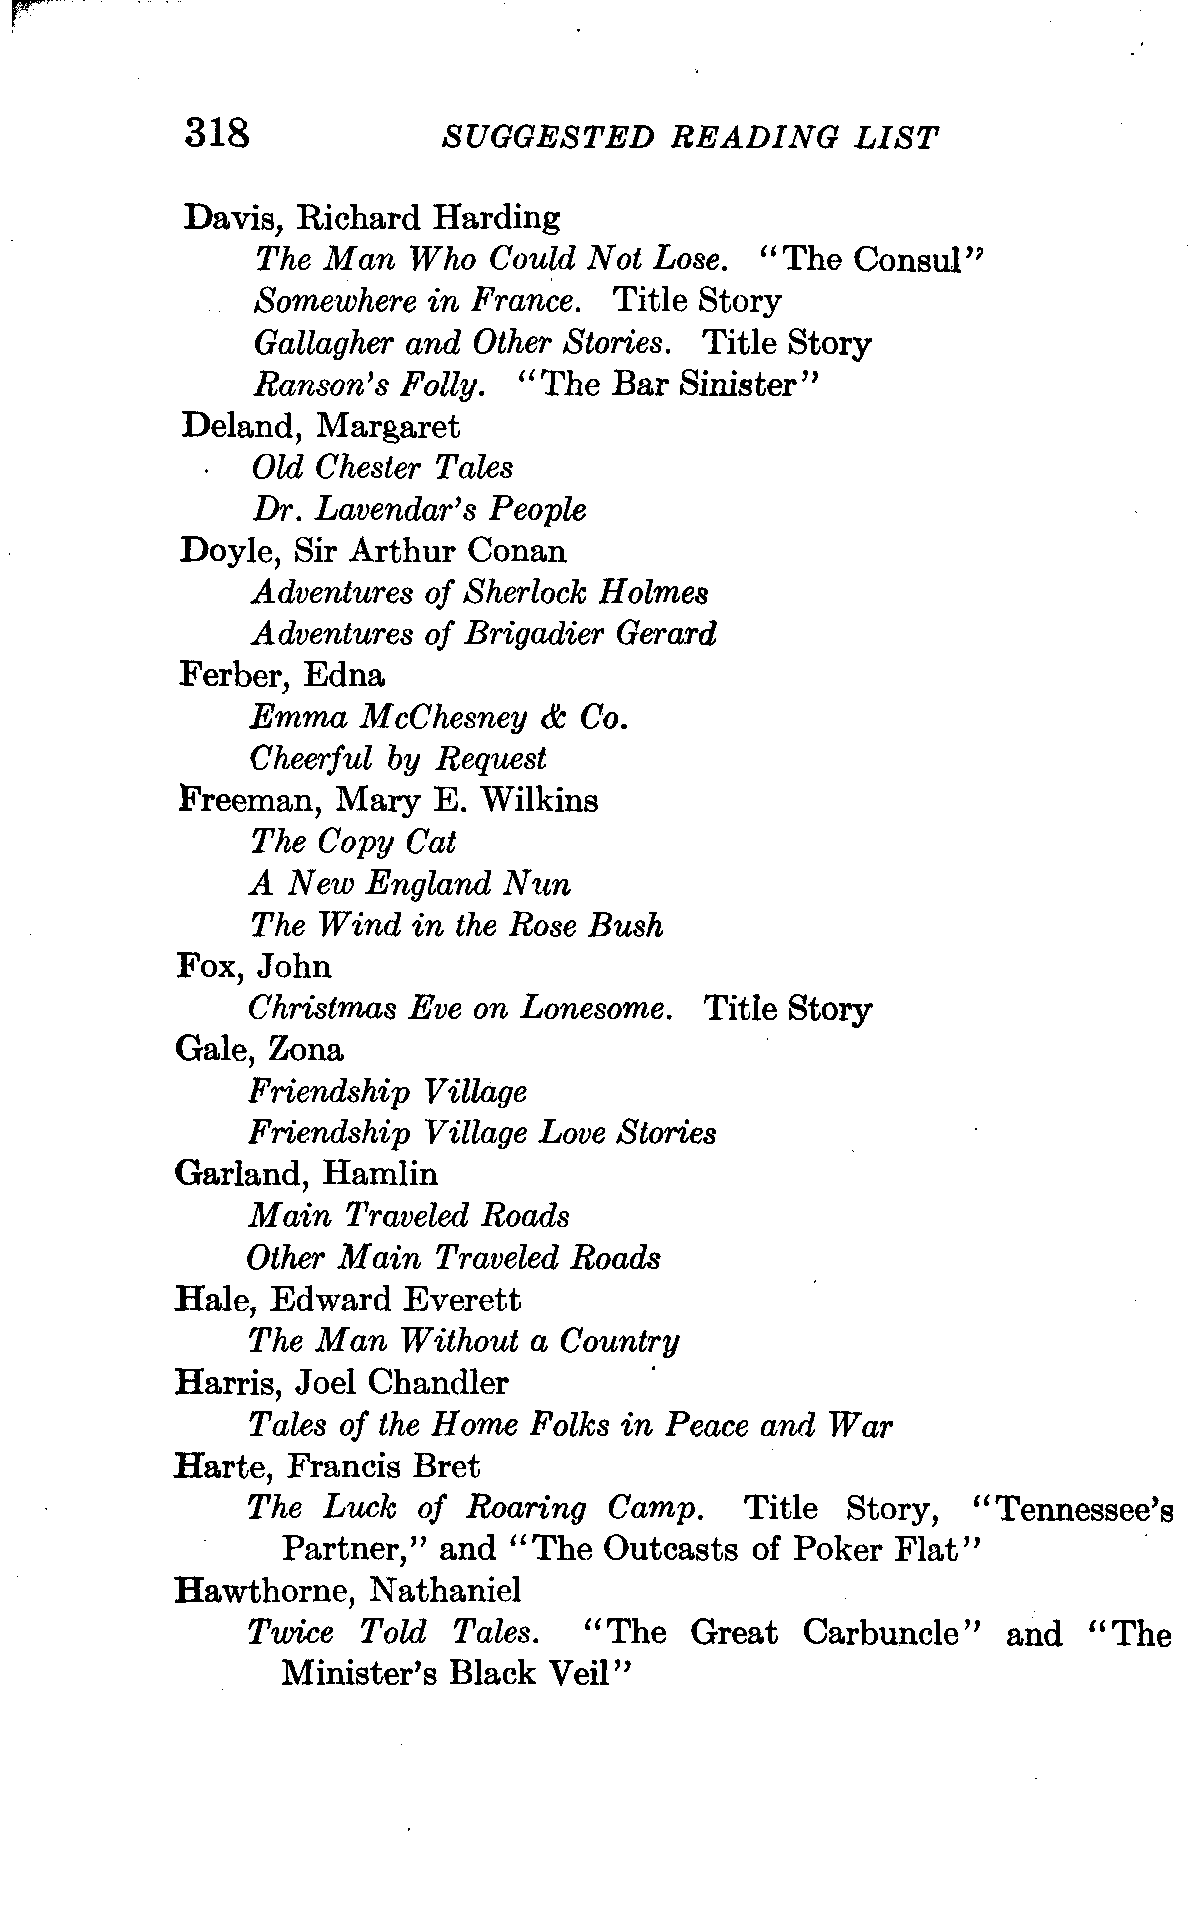 318 SUGGESTED READING LIST
Davis, Richard Harding
The Man Who Could Not Lose. "The Consul"
Somewhere in France. Title Story
Gallagher and Other Stories. Title Story
Ranson's Folly. "The Bar Sinister"
Deland, Margaret
Old Chester Tales
Dr. Lavendar's People
Doyle, Sir Arthur Conan
Adventures of Sherlock Holmes
Adventures of Brigadier Gerard
Ferber, Edna
Emma McChesney & Co.
Cheerful by Request
Freeman, Mary E. Wilkins
The Copy Cat
A New England Nun
The Wind in the Rose Bush
Fox, John
Christmas Eve on Lonesome. Title Story
Gale, Zona
Friendship Village
Friendship Village Love Stories
Garland, Hamlin
Main Traveled Roads
Other Main Traveled Roads
Hale, Edward Everett
The Man Without a Country
Harris, Joel Chandler
Tales of the Home Folks in Peace and War
Harte, Francis Bret
The Luck of Roaring Camp. Title Story, "Tennessee's
Partner," and "The Outcasts of Poker Flat"
Hawthorne, Nathaniel
Twice Told Tales. "The Great Carbuncle" and "The
Minister's Black Veil"